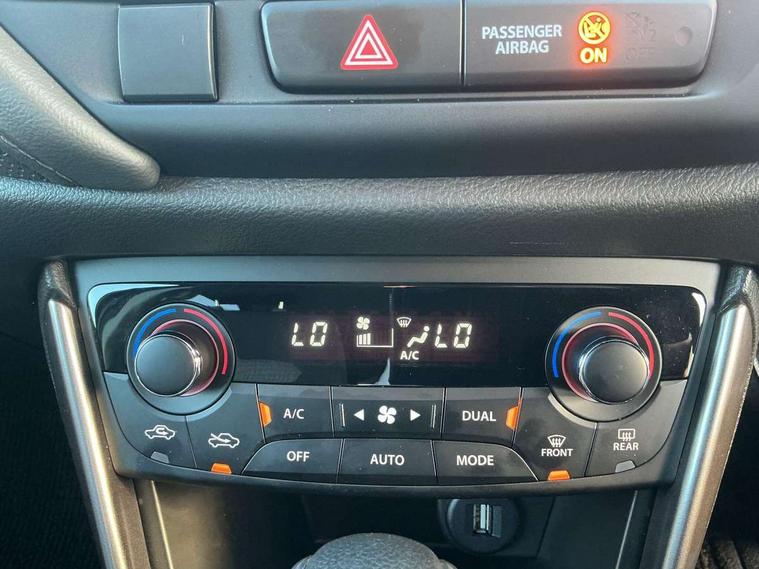 PASSENGER
AIRBAG
ON
OFF
LO
LO
A/C
A/C
DUAL
OFF
AUTO
MODE
FRONT
REAR